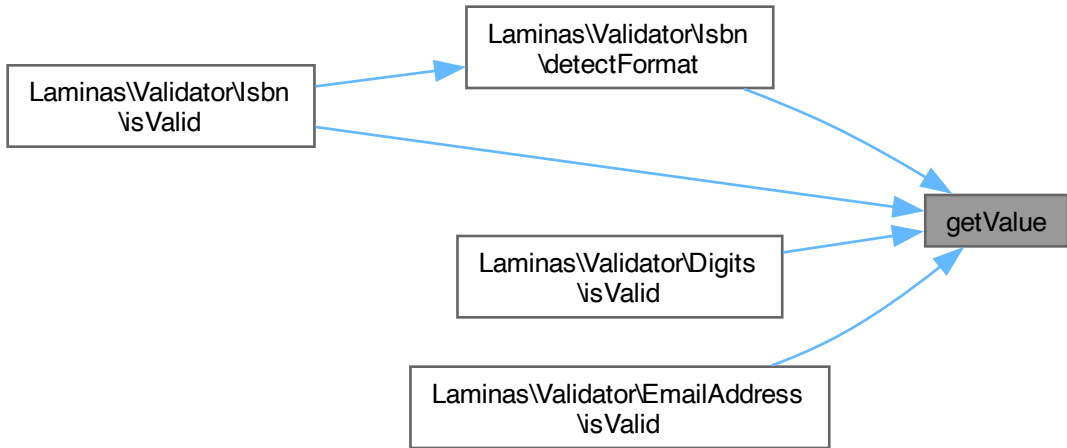 Laminas\Validator\Isbn
\detectFormat
Laminas\Validator\Isbn
\isValid
getValue
Laminas\Validator\Digits
\isValid
Laminas\Validator\EmailAddress
\isValid